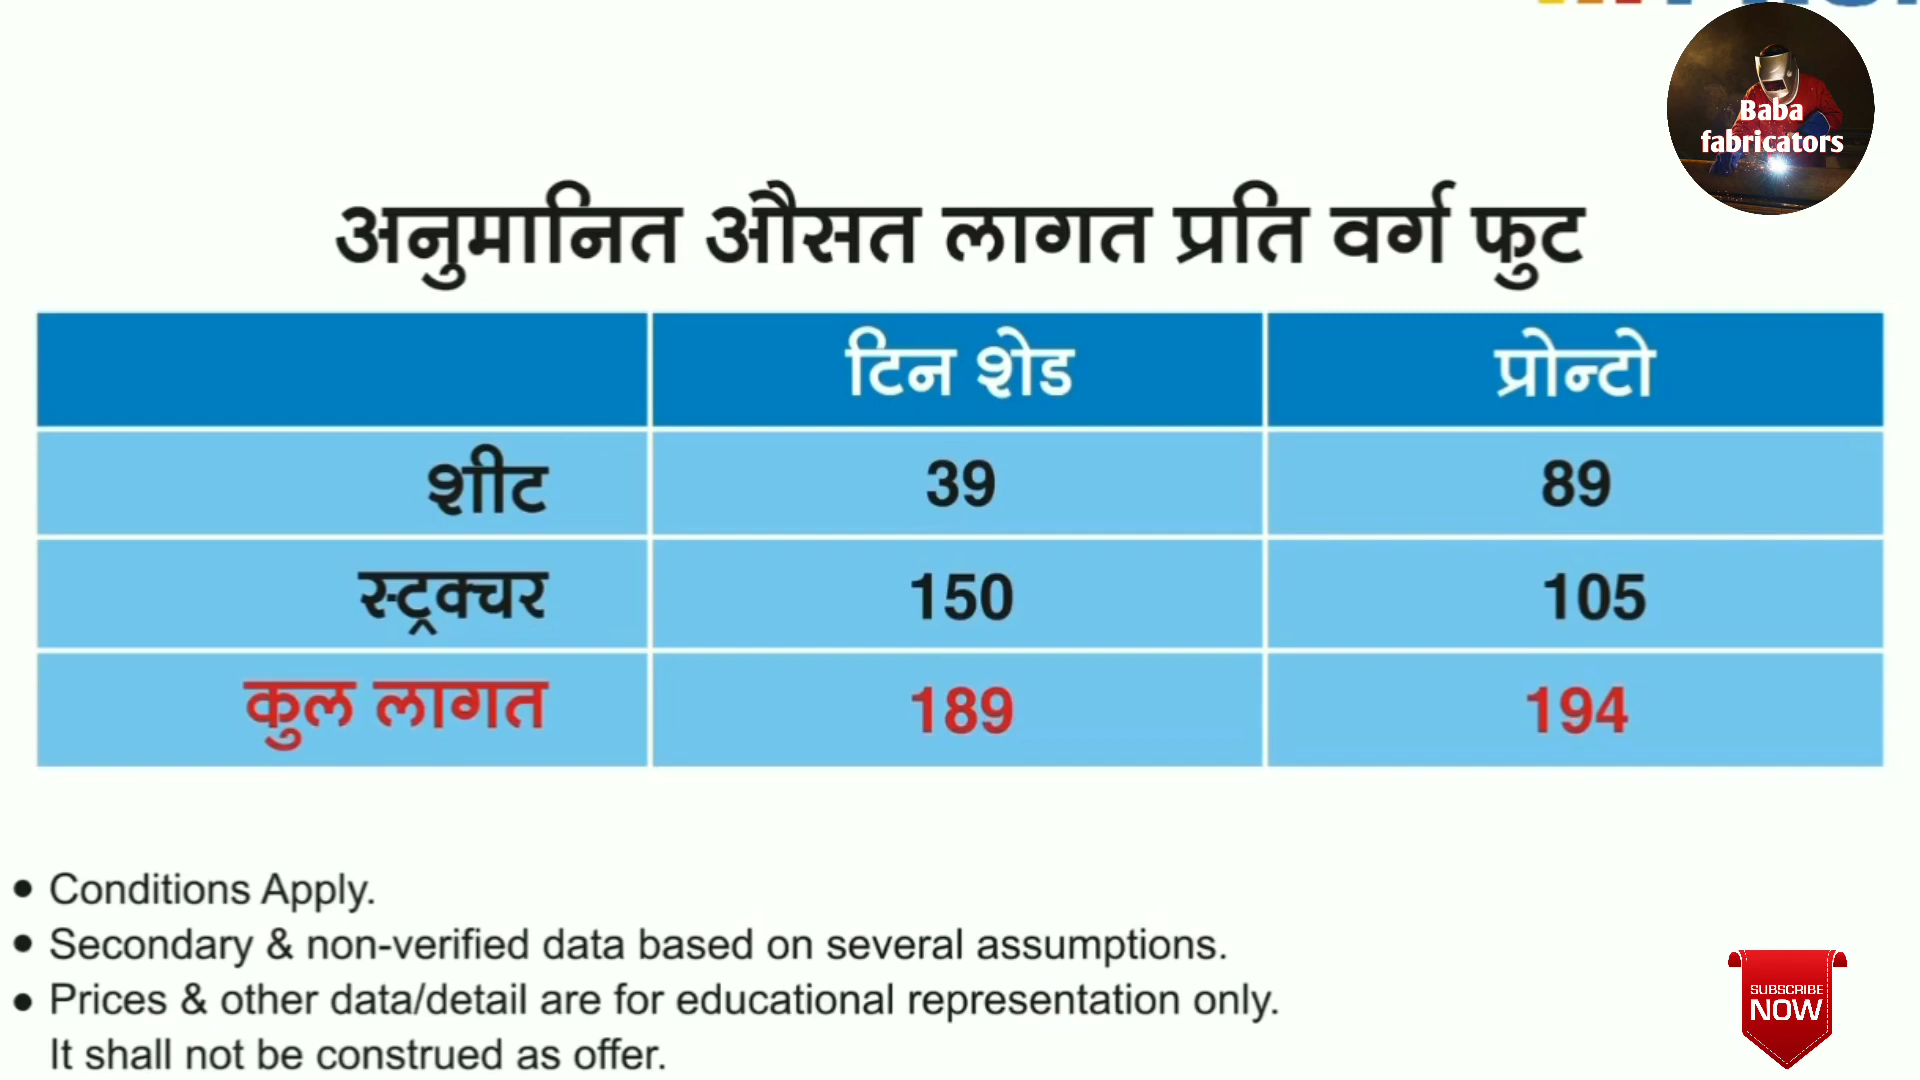 Baba
fabricators
अनुमानित औसत लागत प्रति वर्ग फुट
टिन शेड प्रोन्टो
शीट 39 89
स्ट्रक्चर 150 105
कुल लागत 189 194
• Conditions Apply.
• Secondary & non-verified data based on several assumptions.
• Prices & other data/detail are for educational representation only.
It shall not be construed as offer.
SUBSCRIBE
NOW